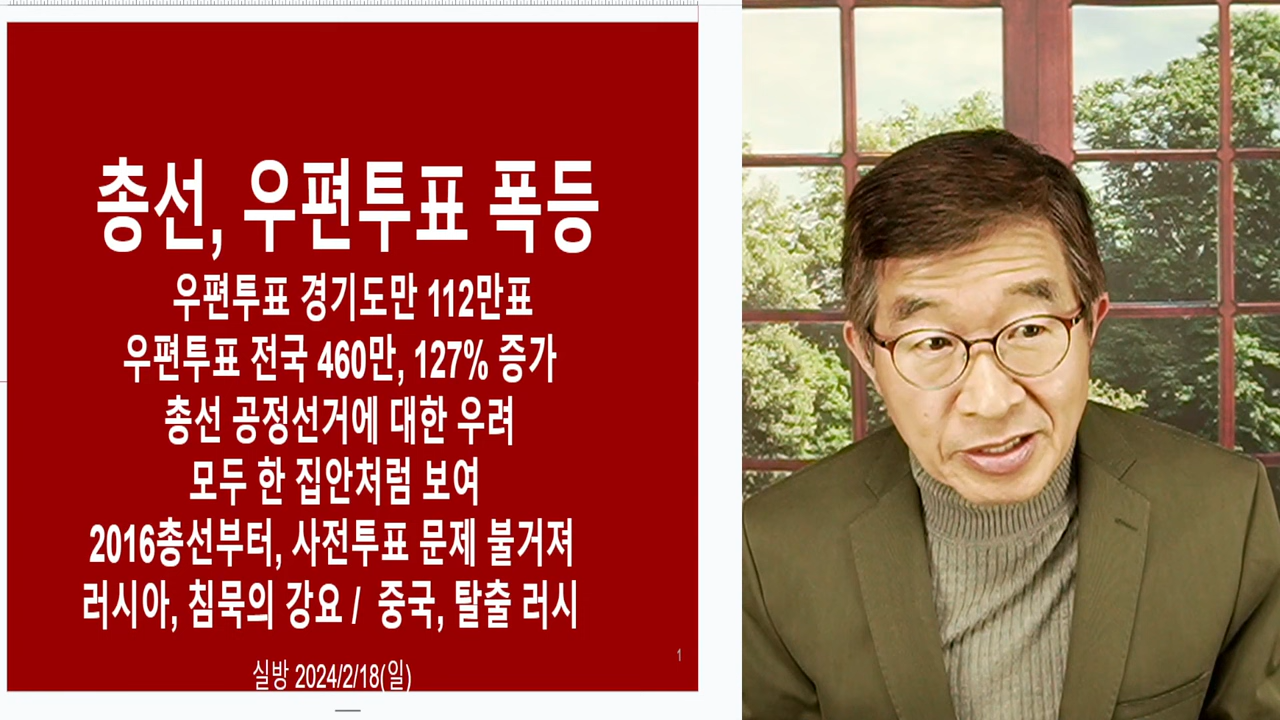 총선, 우편투표 폭등
우편투표 경기도만 112만표
우편투표 전국 460만, 127% 증가
총선 공정선거에 대한 우려
모두 한 집안처럼 보여
2016총선부터, 사전투표 문제 불거져
러시아, 침묵의 강요 / 중국, 탈출 러시
1
실방 2024/2/18(일)